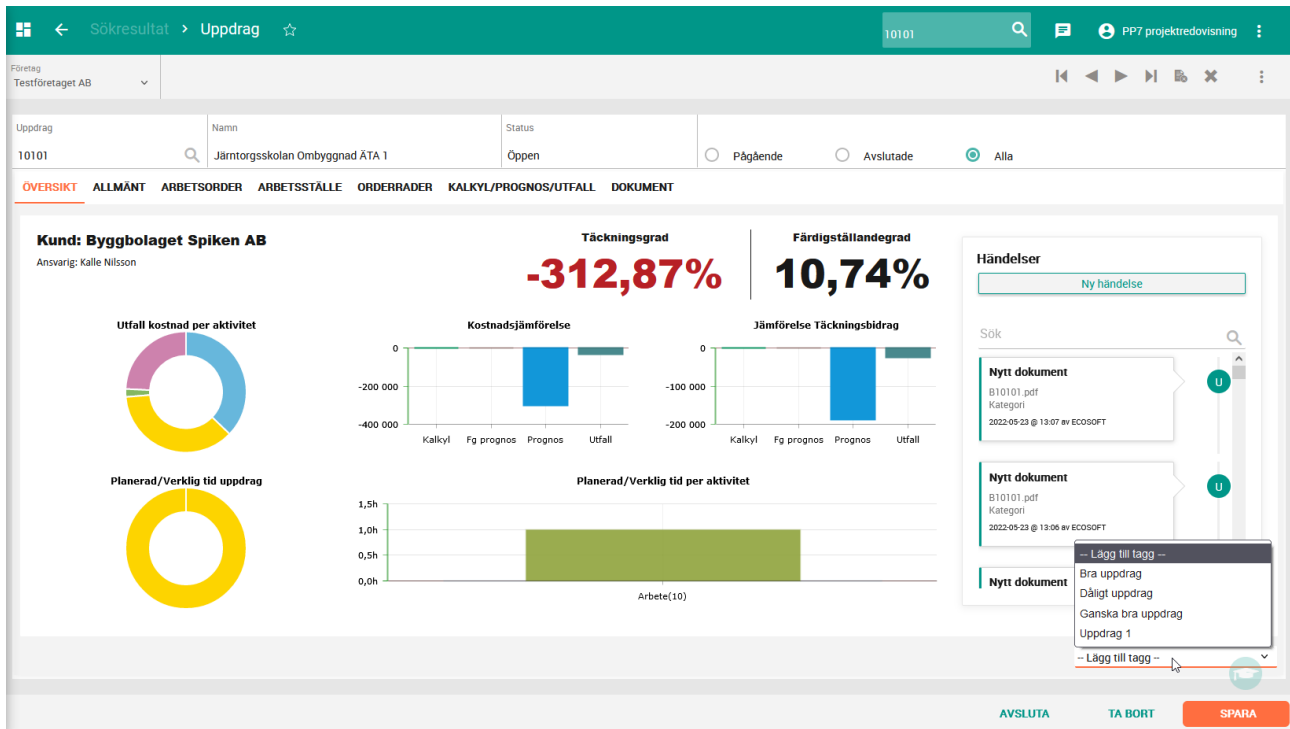 Sökresultat > Uppdrag
10101
PP7 projektredovisning
Företag
Testföretaget AB
Uppdrag
Namn
Status
10101
Järntorgsskolan Ombyggnad ÄTA 1
Öppen
Pågående
Avslutade
Alla
ÖVERSIKT ALLMÄNT ARBETSORDER ARBETSSTÄLLE ORDERRADER KALKYL/PROGNOS/UTFALL DOKUMENT
Kund: Byggbolaget Spiken AB
Ansvarig: Kalle Nilsson
Täckningsgrad
-312,87%
Färdigställandegrad
10,74%
Utfall kostnad per aktivitet
Kostnadsjämförelse
0
-200 000
-400 000
Kalkyl Fg prognos Prognos Utfall
Jämförelse Täckningsbidrag
0
-100 000
-200 000
Kalkyl Fg prognos Prognos Utfall
Planerad/Verklig tid uppdrag
Planerad/Verklig tid per aktivitet
1,5h
1,0h
0,5h
0,0h
Arbete(10)
Händelser
Ny händelse
Sök
Nytt dokument
B10101.pdf
Kategori
2022-05-23 @ 13:07 av ECOSOFT
U
Nytt dokument
B10101.pdf
Kategori
2022-05-23 @ 13:06 av ECOSOFT
U
Nytt dokument
-- Lägg till tagg --
Bra uppdrag
Dåligt uppdrag
Ganska bra uppdrag
Uppdrag 1
-- Lägg till tagg --
AVSLUTA
TA BORT
SPARA